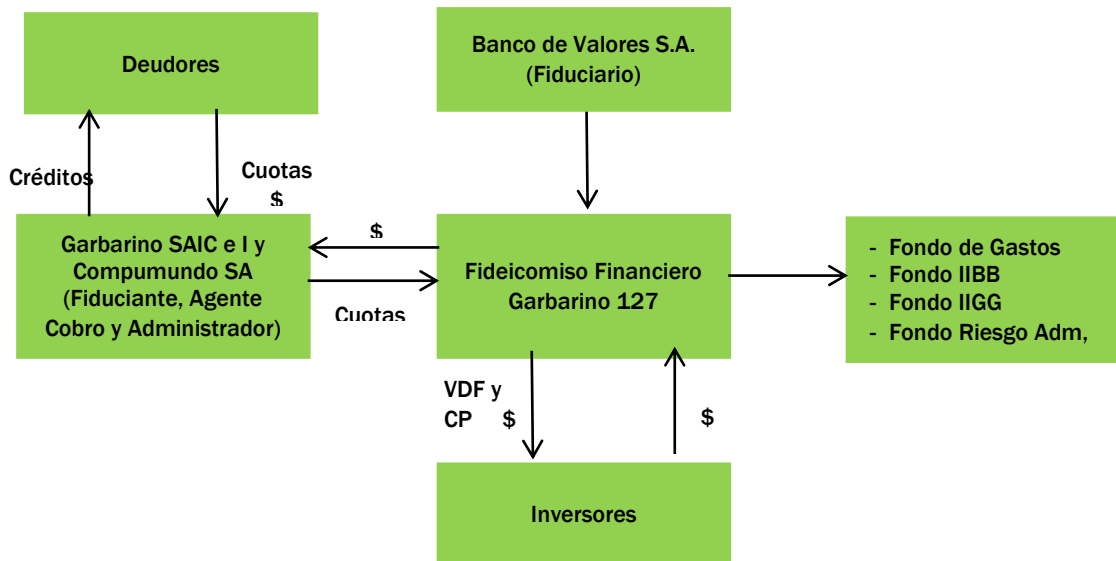 Deudores
Banco de Valores S.A.
(Fiduciario)
Créditos
Cuotas
$
Garbarino SAIC e I y
Compumundo SA
(Fiduciante, Agente
Cobro y Administrador)
$
Cuotas
Fideicomiso Financiero
Garbarino 127
- Fondo de Gastos
- Fondo IIBB
- Fondo IIGG
- Fondo Riesgo Adm,
VDF y
CP $
$
Inversores